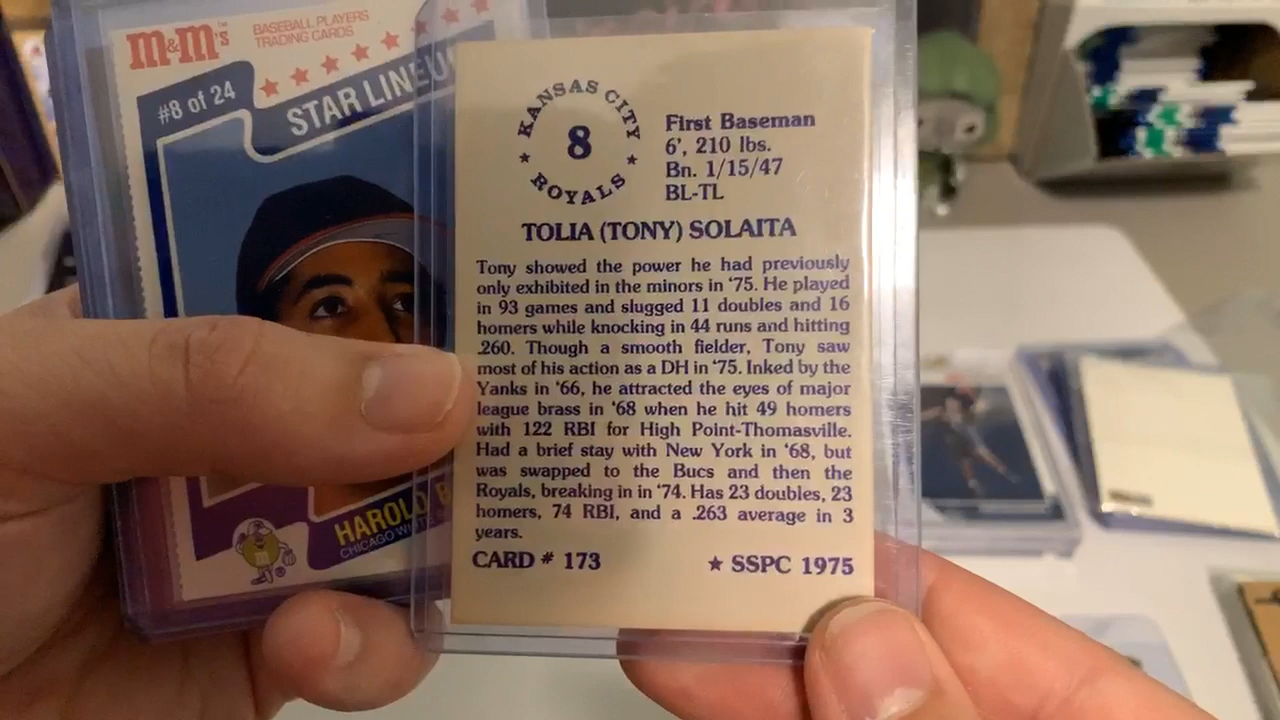 M&M's™
BASEBALL PLAYERS
TRADING CARDS
#8 of 24
STAR LINEUP
HAROLD
CHICAGO
KANSAS CITY
8
ROYALS
First Baseman
6', 210 lbs.
Bn. 1/15/47
BL-TL
TOLIA (TONY) SOLAITA
Tony showed the power he had previously
only exhibited in the minors in '75. He played
in 93 games and slugged 11 doubles and 16
homers while knocking in 44 runs and hitting
.260. Though a smooth fielder, Tony saw
most of his action as a DH in '75. Inked by the
Yanks in '66, he attracted the eyes of major
league brass in '68 when he hit 49 homers
with 122 RBI for High Point-Thomasville.
Had a brief stay with New York in '68, but
was swapped to the Bucs and then the
Royals, breaking in in '74. Has 23 doubles, 23
homers, 74 RBI, and a .263 average in 3
years.
CARD # 173 ★ SSPC 1975